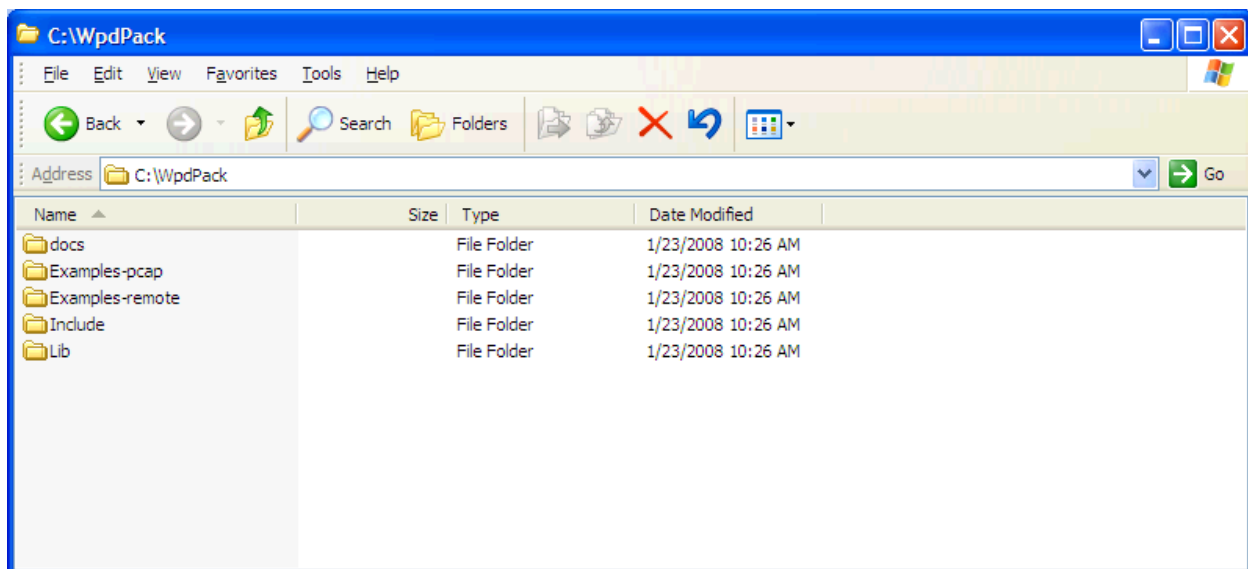 C:\WpdPack
File Edit View Favorites Tools Help
Back Search Folders
Address C:\WpdPack Go
Name Size Type Date Modified
docs File Folder 1/23/2008 10:26 AM
Examples-pcap File Folder 1/23/2008 10:26 AM
Examples-remote File Folder 1/23/2008 10:26 AM
Include File Folder 1/23/2008 10:26 AM
Lib File Folder 1/23/2008 10:26 AM